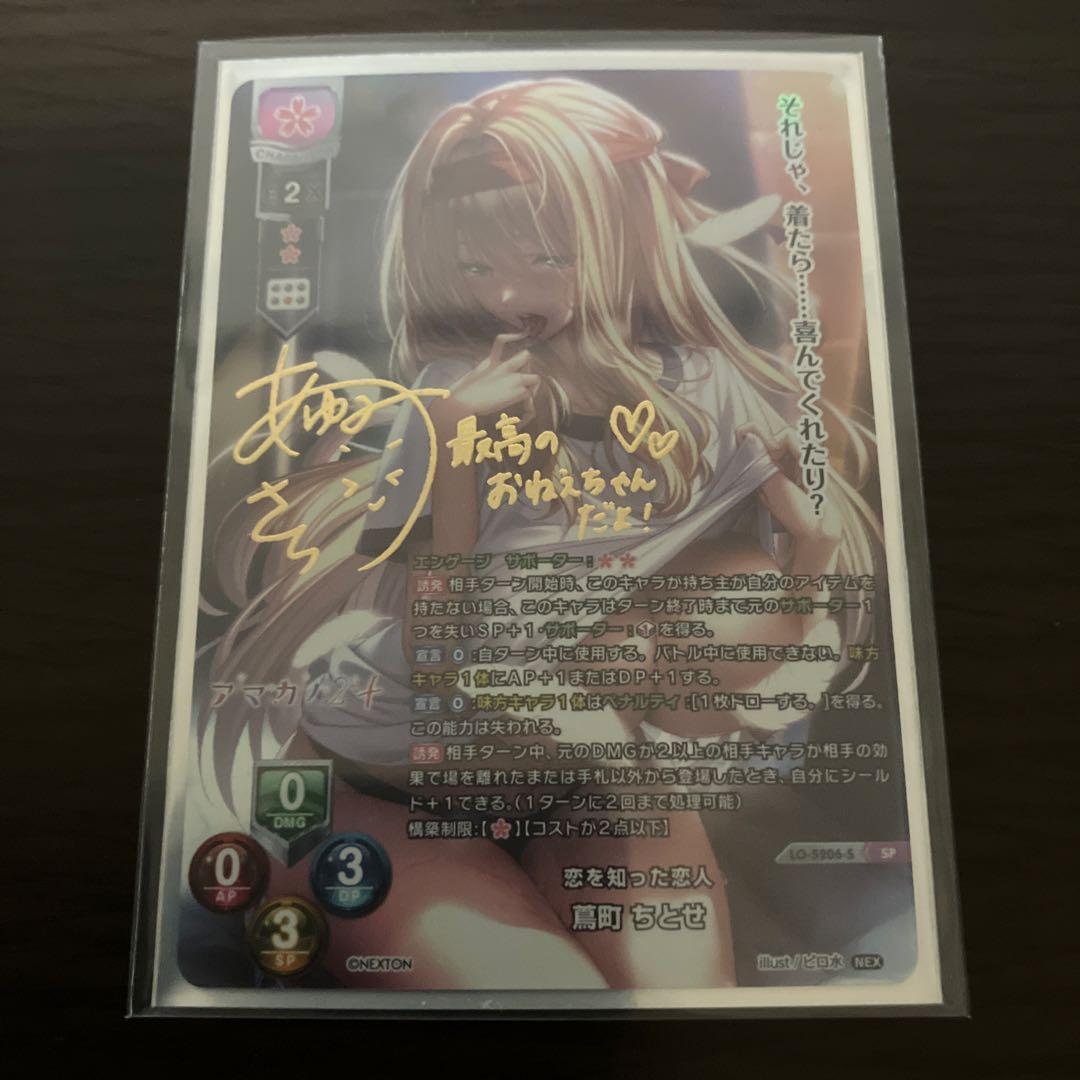 それじゃ、着たら……喜んでくれたり?
2
あゆみ
さち
最高の
おねえちゃん
だよ!
エンゲージ サポーター:
誘発 相手ターン開始時、このキャラが持ち主が自分のアイテムを
持たない場合、このキャラはターン終了時まで元のサポーター1
つを失いSP+1・サポーター:を得る。
宣言 0:自ターン中に使用する。バトル中に使用できない。味方
キャラ1体にAP+1またはDP+1する。
宣言 0:味方キャラ1体はペナルティ:[1枚ドローする。]を得る。
この能力は失われる。
誘発 相手ターン中、元のDMGが2以上の相手キャラが相手の効
果で場を離れたまたは手札以外から登場したとき、自分にシール
ド+1できる。(1ターンに2回まで処理可能)
構築制限:【】【コストが2点以下】
アマカノ2+
0
DMG
0
AP
3
DP
3
SP
LO-5206-S SP
恋を知った恋人
蔦町 ちとせ
©NEXTON
illust / ピロ水 NEX